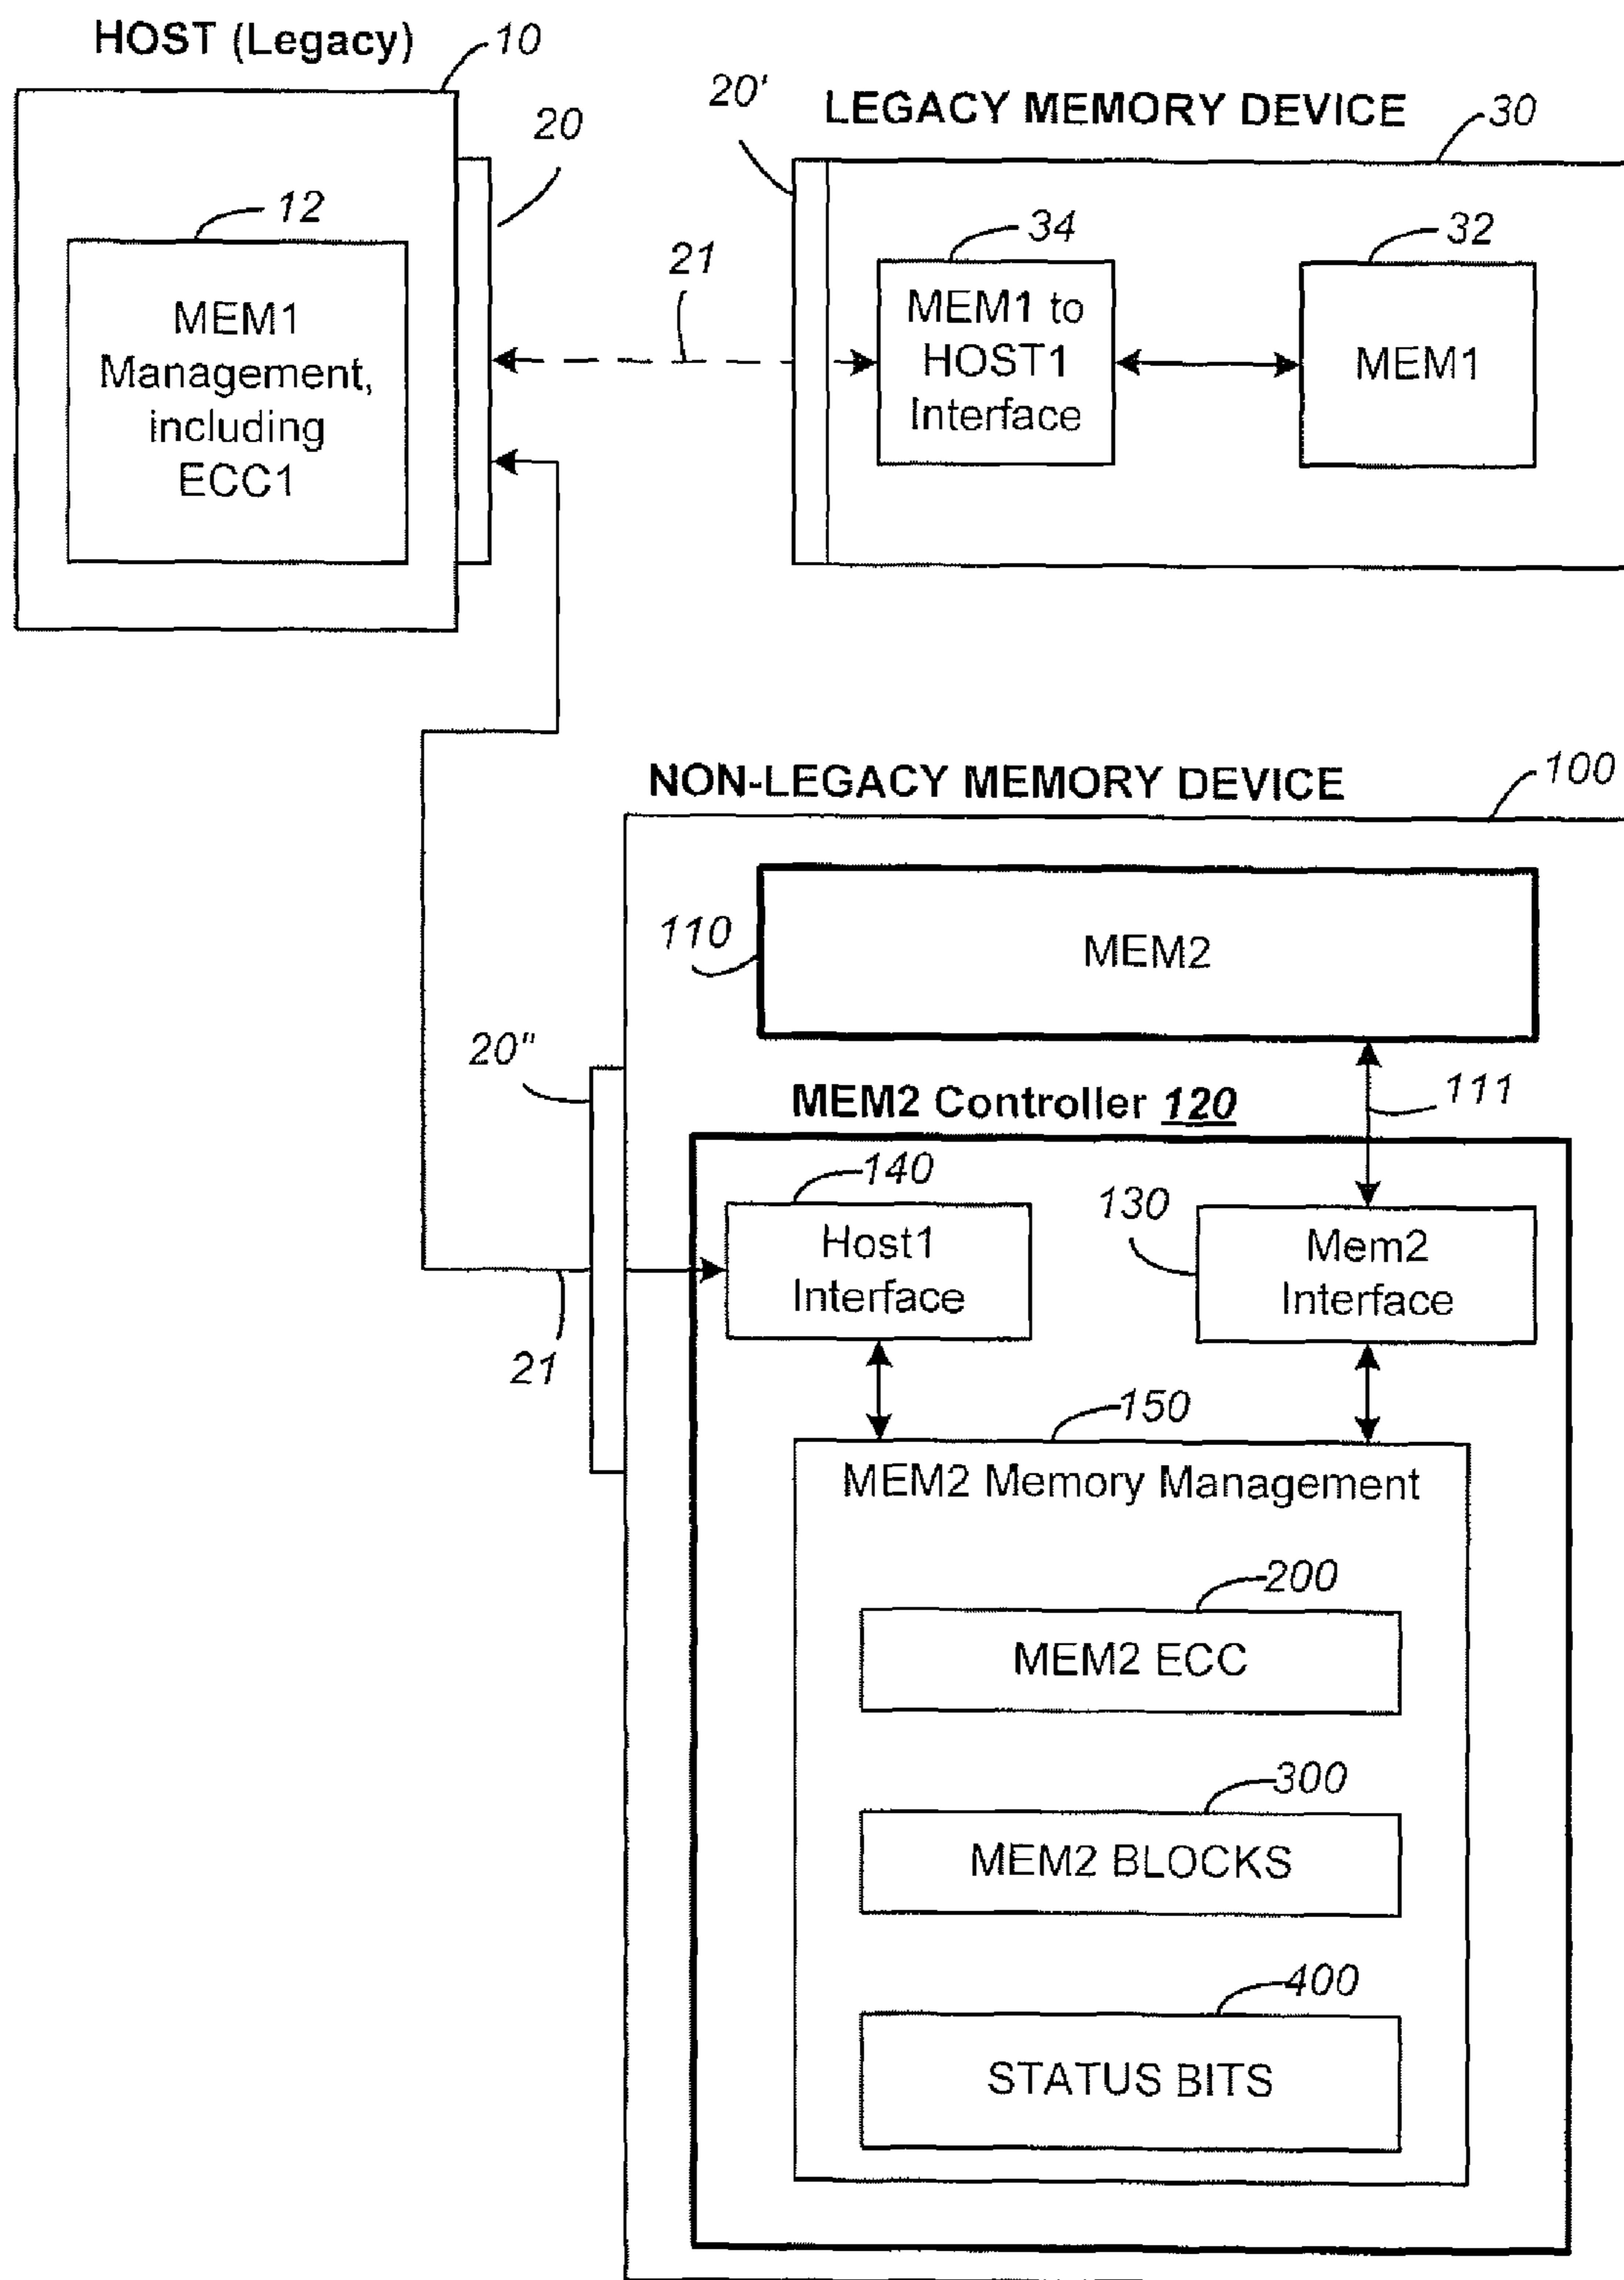 HOST (Legacy)
10
20
20'
LEGACY MEMORY DEVICE
30
12
MEM1
Management,
including
ECC1
21
34
MEM1 to
HOST1
Interface
32
MEM1
NON-LEGACY MEMORY DEVICE
100
110
MEM2
20"
MEM2 Controller 120
111
140
Host1
Interface
130
Mem2
Interface
21
150
MEM2 Memory Management
200
MEM2 ECC
300
MEM2 BLOCKS
400
STATUS BITS